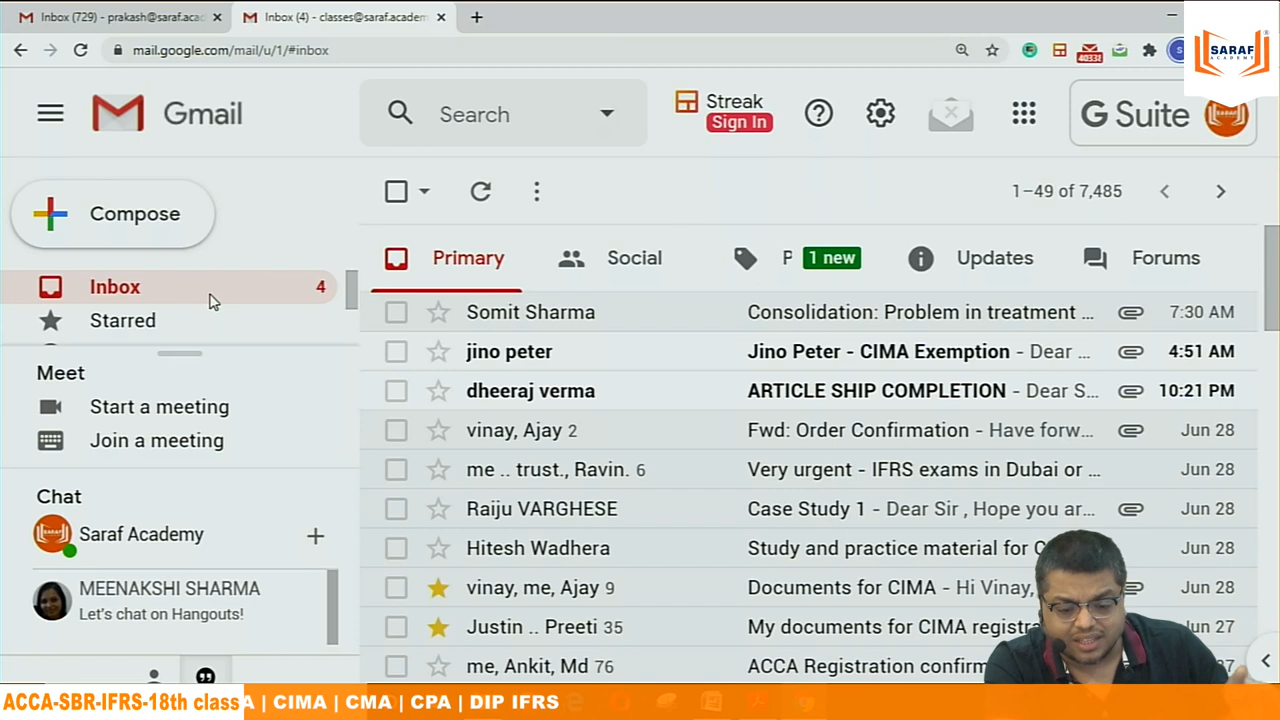 Inbox (729) - prakash@saraf.acac
Inbox (4) - classes@saraf.academ
mail.google.com/mail/u/1/#inbox
40331
S
SARAF
ACADEMY
Gmail
Search
Streak
Sign In
G Suite
Compose
1–49 of 7,485
Inbox 4
Starred
Primary
Social
P 1 new
Updates
Forums
Somit Sharma Consolidation: Problem in treatment ... 7:30 AM
jino peter Jino Peter - CIMA Exemption - Dear ... 4:51 AM
dheeraj verma ARTICLE SHIP COMPLETION - Dear S... 10:21 PM
vinay, Ajay 2 Fwd: Order Confirmation - Have forw... Jun 28
me .. trust., Ravin. 6 Very urgent - IFRS exams in Dubai or ... Jun 28
Raiju VARGHESE Case Study 1 - Dear Sir , Hope you ar... Jun 28
Hitesh Wadhera Study and practice material for C Jun 28
vinay, me, Ajay 9 Documents for CIMA - Hi Vinay, Jun 28
Justin .. Preeti 35 My documents for CIMA registra Jun 27
me, Ankit, Md 76 ACCA Registration confirm
Meet
Start a meeting
Join a meeting
Chat
Saraf Academy
MEENAKSHI SHARMA
Let's chat on Hangouts!
ACCA-SBR-IFRS-18th class
A | CIMA | CMA | CPA | DIP IFRS